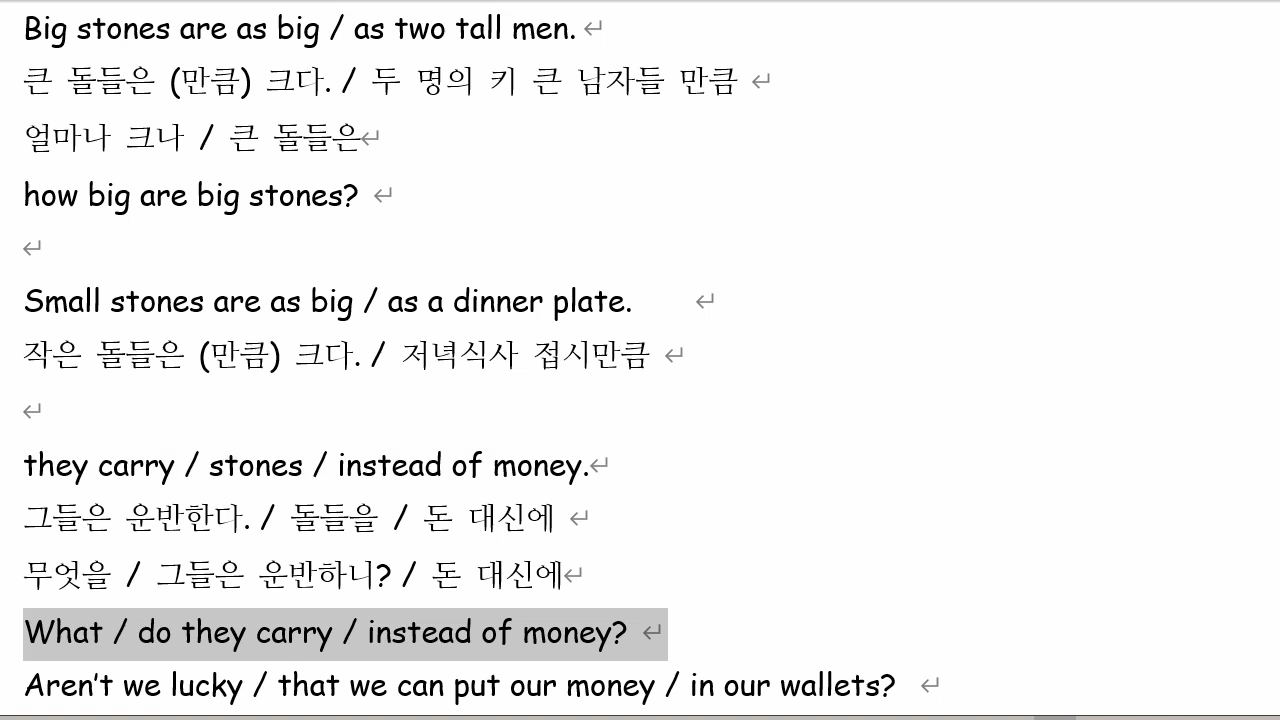 Big stones are as big / as two tall men.
큰 돌들은 (만큼) 크다. / 두 명의 키 큰 남자들 만큼
얼마나 크나 / 큰 돌들은
how big are big stones?
Small stones are as big / as a dinner plate.
작은 돌들은 (만큼) 크다. / 저녁식사 접시만큼
they carry / stones / instead of money.
그들은 운반한다. / 돌들을 / 돈 대신에
무엇을 / 그들은 운반하니? / 돈 대신에
What / do they carry / instead of money?
Aren't we lucky / that we can put our money / in our wallets?